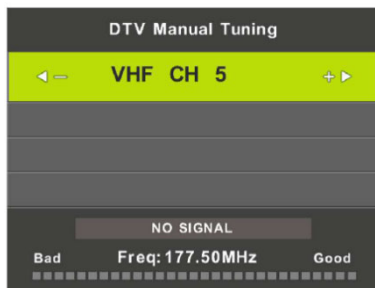 DTV Manual Tuning
− VHF CH 5 +
NO SIGNAL
Bad Freq:177.50MHz Good